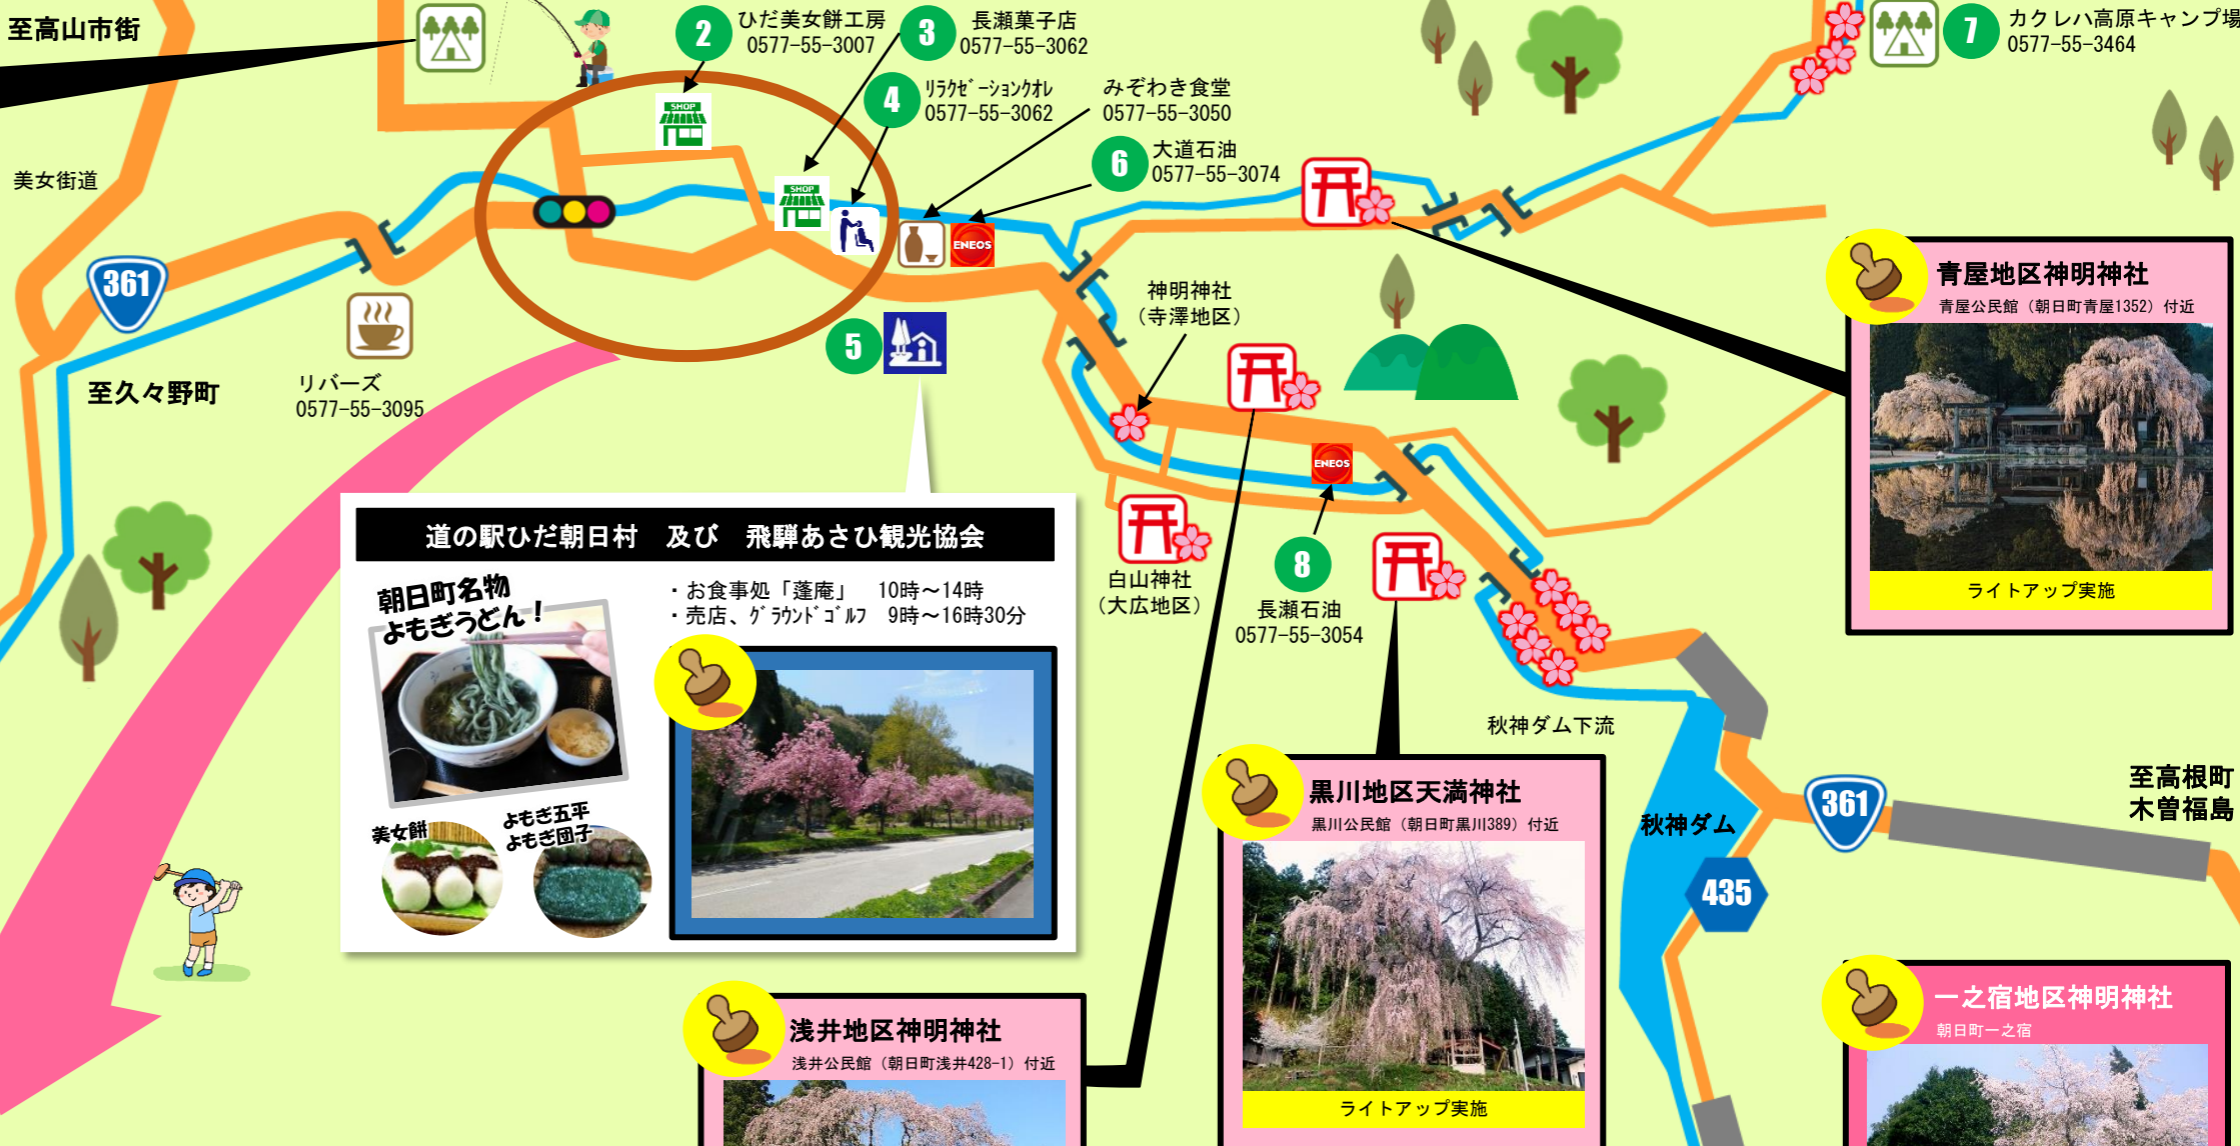 至高山市街
2
ひだ美女餅工房
0577-55-3007
3
長瀬菓子店
0577-55-3062
4
ﾘﾗｸｾﾞｰｼｮﾝｸｵﾚ
0577-55-3062
みぞわき食堂
0577-55-3050
6
大道石油
0577-55-3074
7
カクレハ高原キャンプ場
0577-55-3464
SHOP
SHOP
ENEOS
美女街道
361
至久々野町
リバーズ
0577-55-3095
5
神明神社
（寺澤地区）
青屋地区神明神社
青屋公民館（朝日町青屋1352）付近
ライトアップ実施
道の駅ひだ朝日村　及び　飛騨あさひ観光協会
朝日町名物
よもぎうどん！
・お食事処「蓬庵」　10時～14時
・売店、ｸﾞﾗｳﾝﾄﾞｺﾞﾙﾌ　9時～16時30分
美女餅
よもぎ五平
よもぎ団子
白山神社
（大広地区）
ENEOS
8
長瀬石油
0577-55-3054
秋神ダム下流
黒川地区天満神社
黒川公民館（朝日町黒川389）付近
ライトアップ実施
秋神ダム
361
435
至高根町
木曽福島
浅井地区神明神社
浅井公民館（朝日町浅井428-1）付近
一之宿地区神明神社
朝日町一之宿